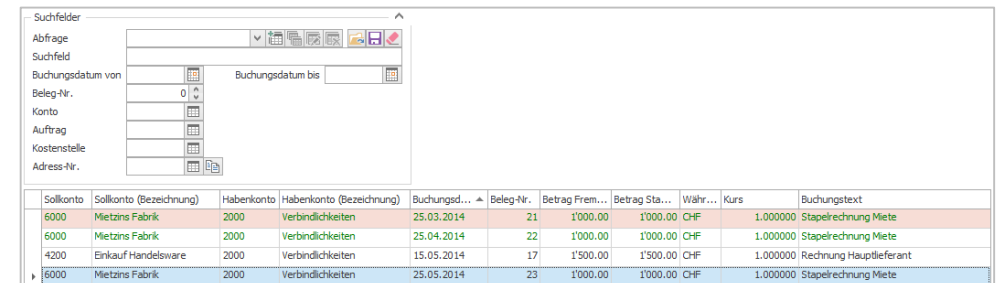 Suchfelder
Abfrage
Suchfeld
Buchungsdatum von Buchungsdatum bis
Beleg-Nr. 0
Konto
Auftrag
Kostenstelle
Adress-Nr.
Sollkonto Sollkonto (Bezeichnung) Habenkonto Habenkonto (Bezeichnung) Buchungsd... Beleg-Nr. Betrag Frem... Betrag Sta... Währ... Kurs Buchungstext
6000 Mietzins Fabrik 2000 Verbindlichkeiten 25.03.2014 21 1'000.00 1'000.00 CHF 1.000000 Stapelrechnung Miete
6000 Mietzins Fabrik 2000 Verbindlichkeiten 25.04.2014 22 1'000.00 1'000.00 CHF 1.000000 Stapelrechnung Miete
4200 Einkauf Handelsware 2000 Verbindlichkeiten 15.05.2014 17 1'500.00 1'500.00 CHF 1.000000 Rechnung Hauptlieferant
6000 Mietzins Fabrik 2000 Verbindlichkeiten 25.05.2014 23 1'000.00 1'000.00 CHF 1.000000 Stapelrechnung Miete